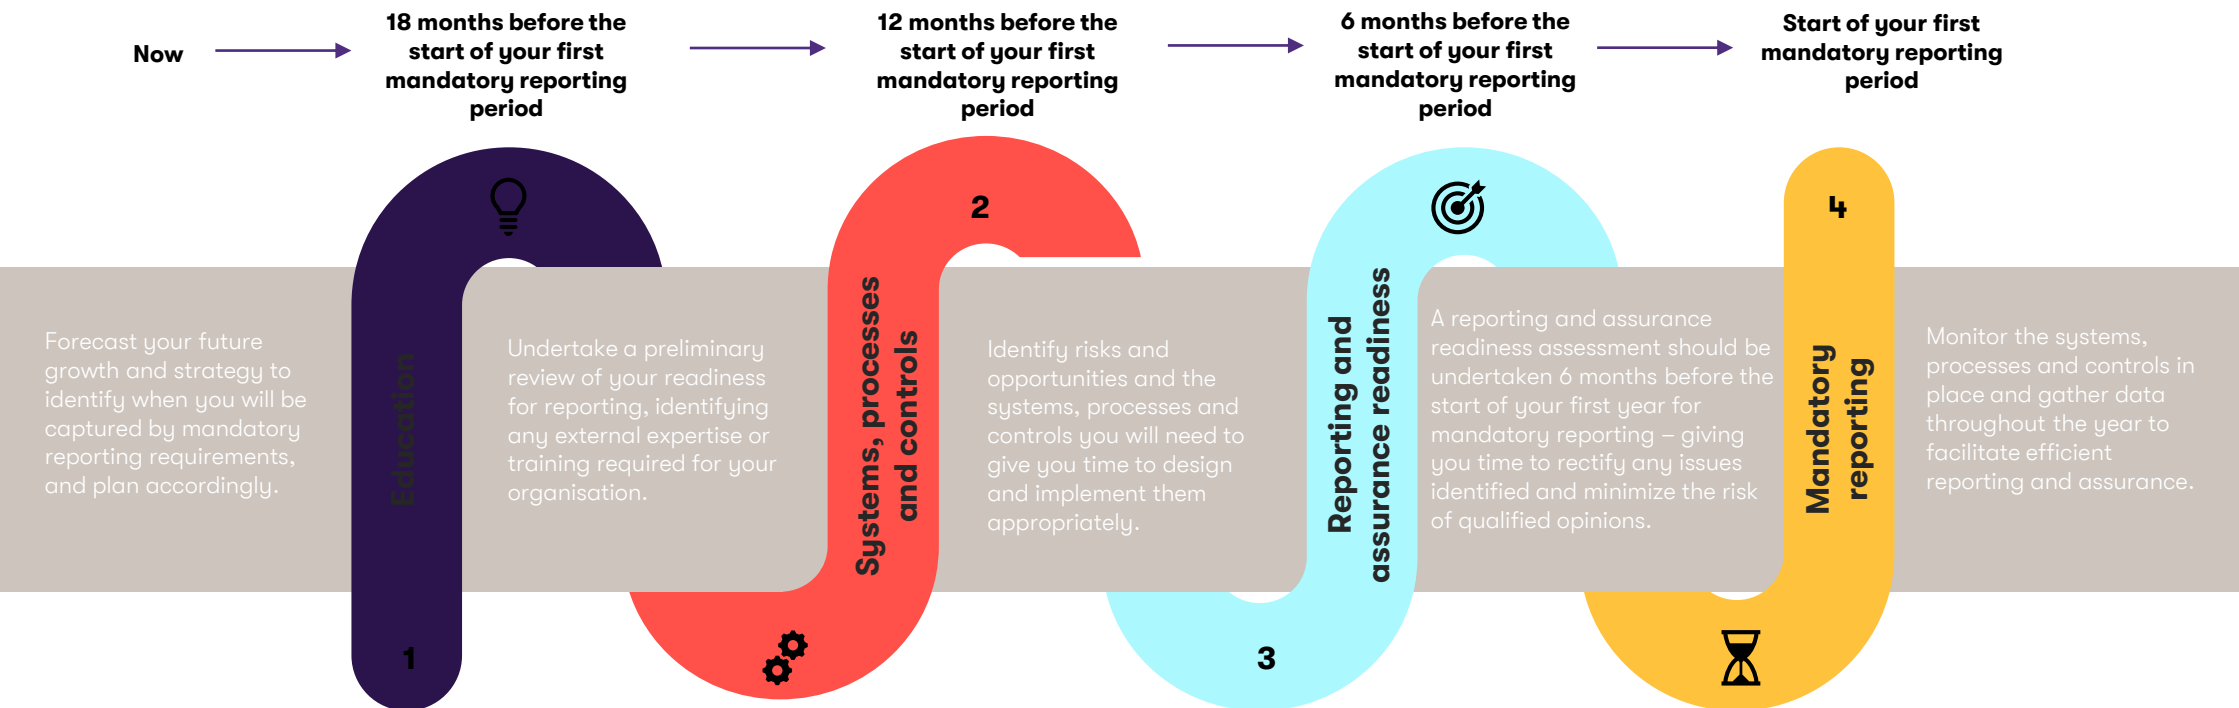 Now
18 months before the
start of your first
mandatory reporting
period
12 months before the
start of your first
mandatory reporting
period
6 months before the
start of your first
mandatory reporting
period
Start of your first
mandatory reporting
period
Forecast your future
growth and strategy to
identify when you will be
captured by mandatory
reporting requirements,
and plan accordingly.
1
Education
Undertake a preliminary
review of your readiness
for reporting, identifying
any external expertise or
training required for your
organisation.
2
Systems, processes
and controls
Identify risks and
opportunities and the
systems, processes and
controls you will need to
give you time to design
and implement them
appropriately.
3
Reporting and
assurance readiness
A reporting and assurance
readiness assessment should be
undertaken 6 months before the
start of your first year for
mandatory reporting – giving
you time to rectify any issues
identified and minimize the risk
of qualified opinions.
4
Mandatory
reporting
Monitor the systems,
processes and controls in
place and gather data
throughout the year to
facilitate efficient
reporting and assurance.